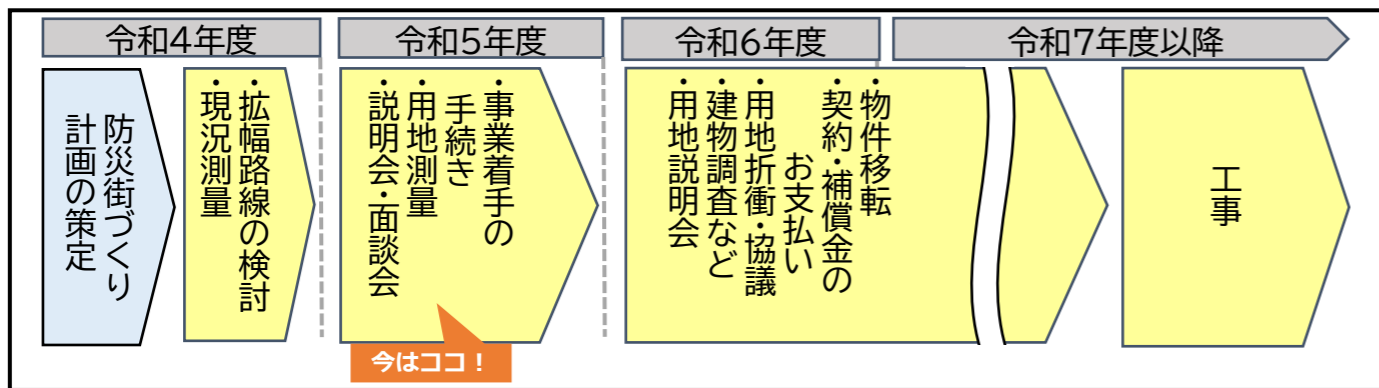 令和4年度
令和5年度
令和6年度
令和7年度以降
防災街づくり
計画の策定
・拡幅路線の検討
・現況測量
・事業着手の
手続き
・用地測量
・説明会・面談会
・物件移転
・契約・補償金の
お支払い
・用地折衝・協議
・建物調査など
・用地説明会
工事
今はココ！